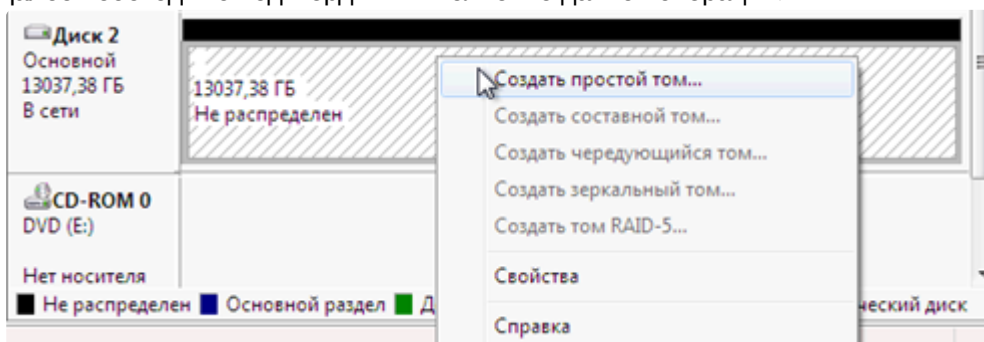 Диск 2
Основной
13037,38 ГБ
В сети
13037,38 ГБ
Не распределен
Создать простой том...
Создать составной том...
Создать чередующийся том...
Создать зеркальный том...
Создать том RAID-5...
Свойства
Справка
CD-ROM 0
DVD (E:)
Нет носителя
Не распределен Основной раздел Д
ческий диск